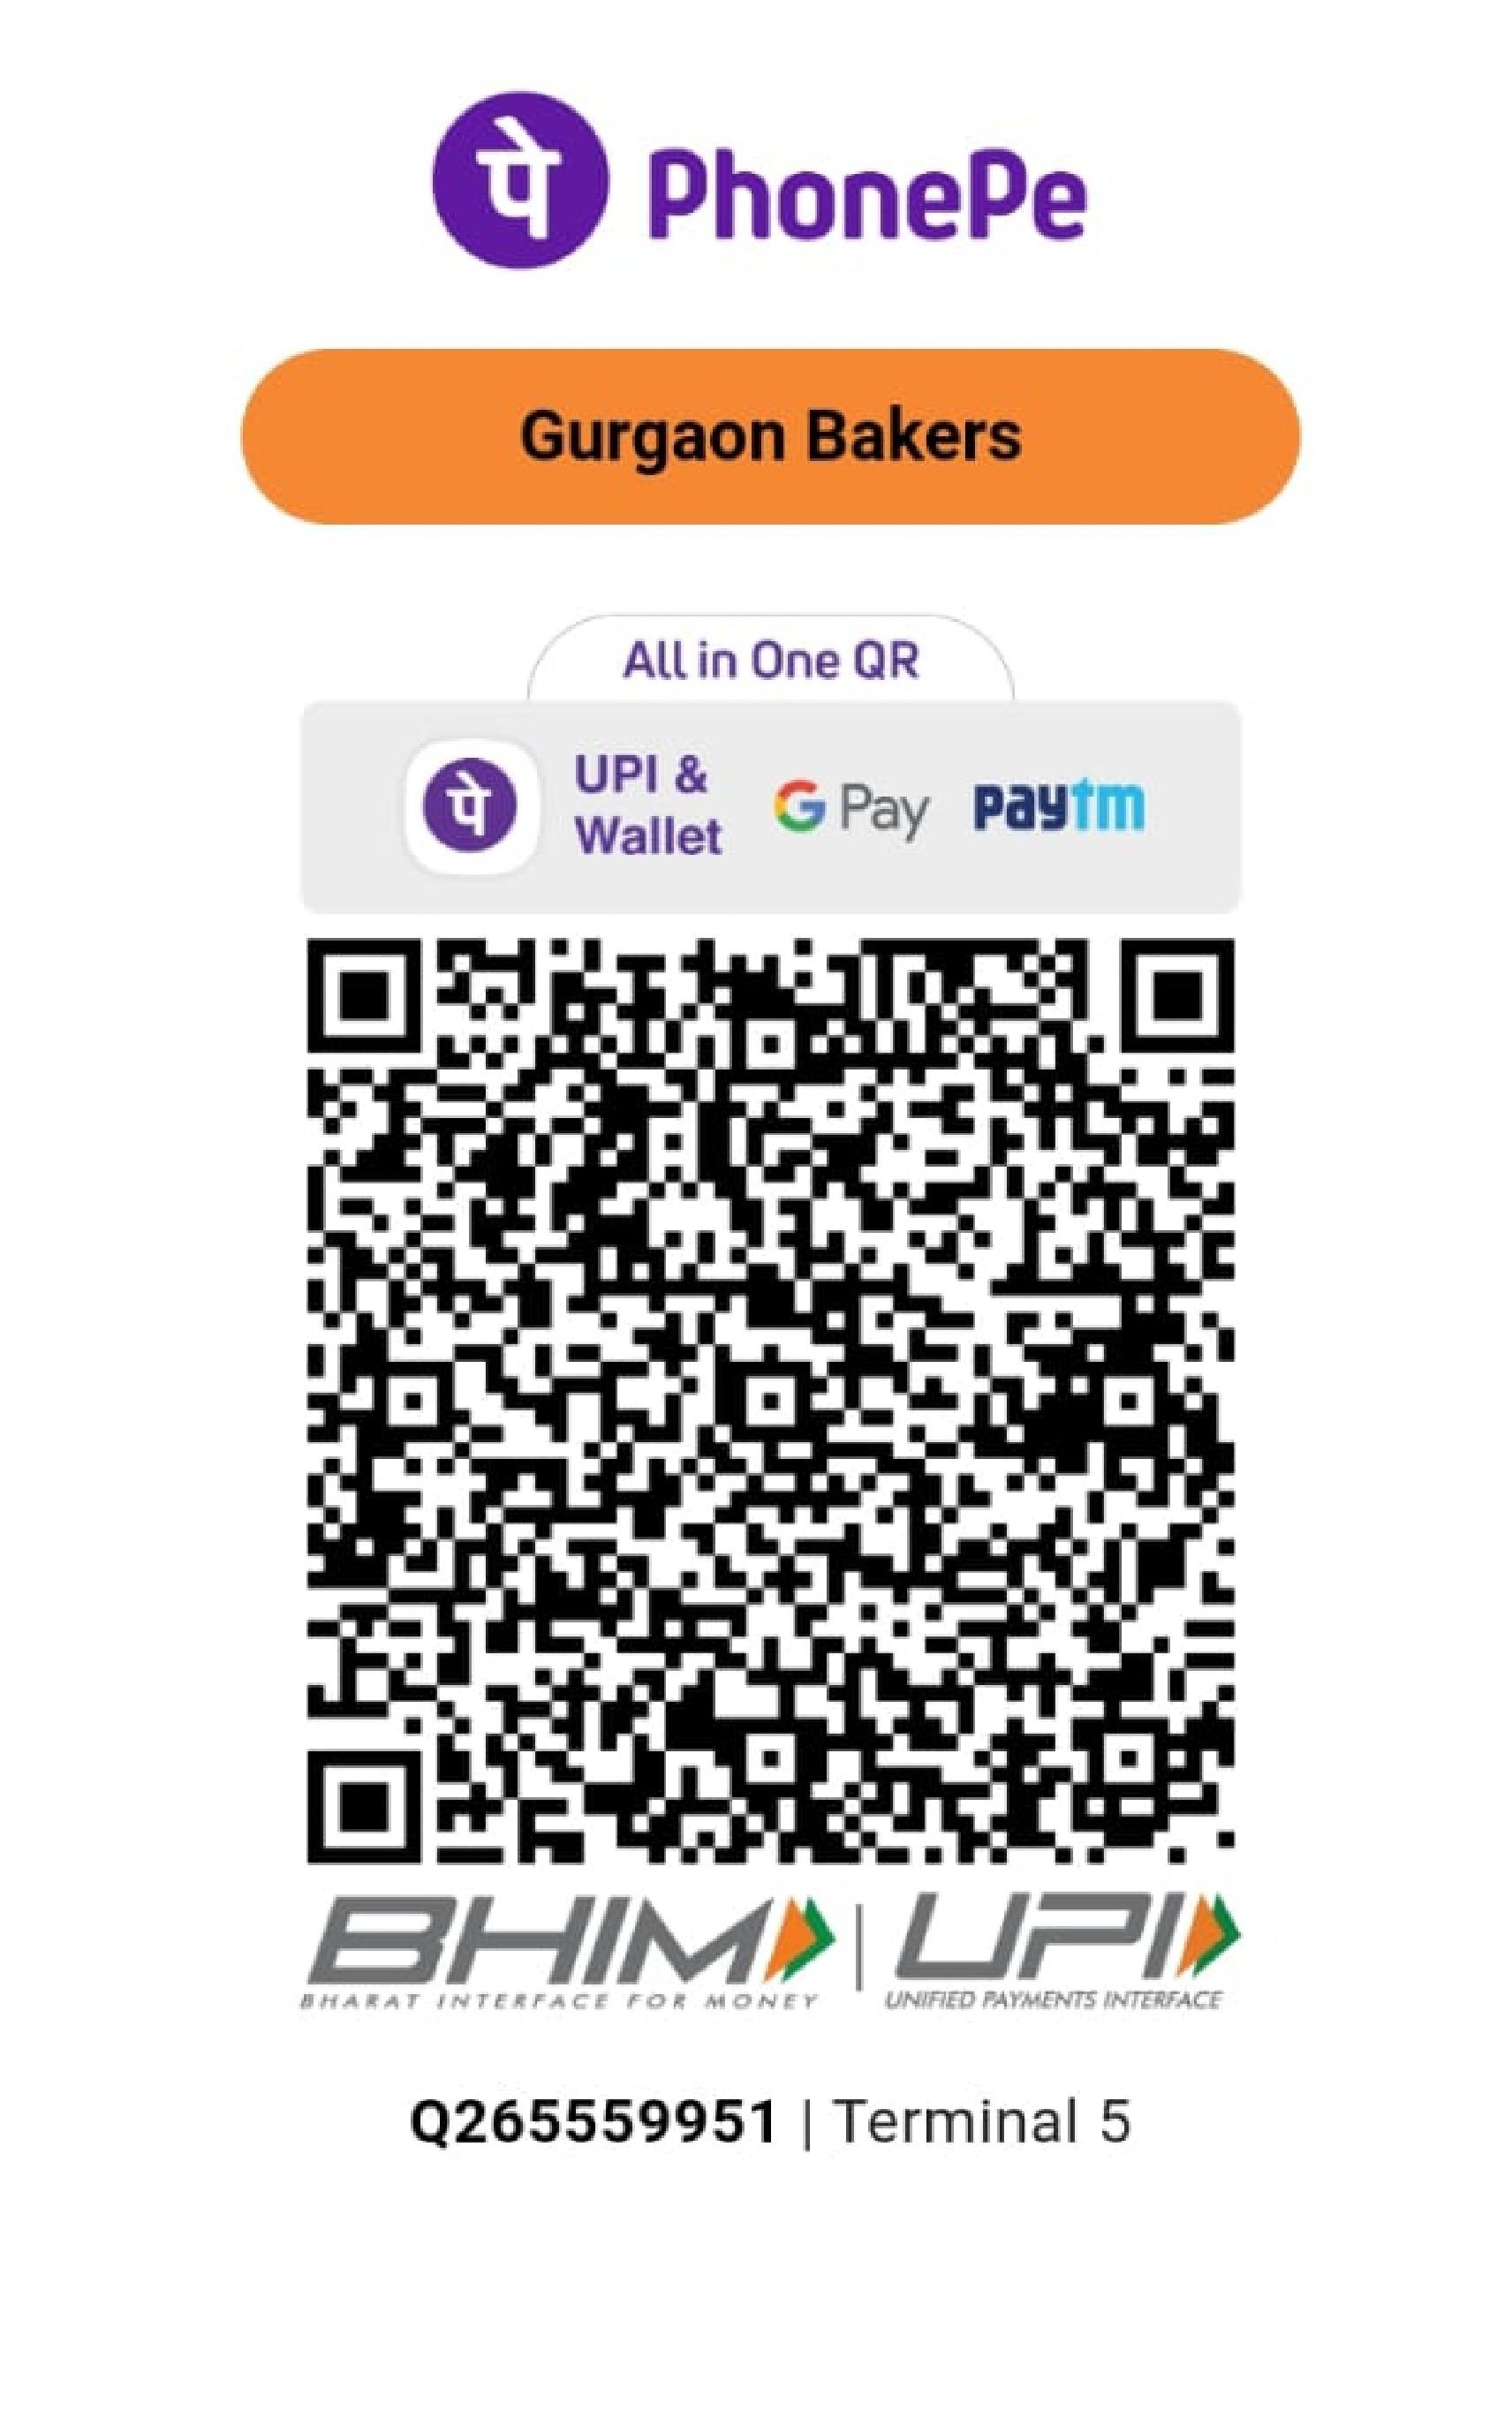 पे PhonePe
Gurgaon Bakers
All in One QR
पे UPI & Wallet G Pay paytm
BHIM | UPI
BHARAT INTERFACE FOR MONEY UNIFIED PAYMENTS INTERFACE
Q265559951 | Terminal 5